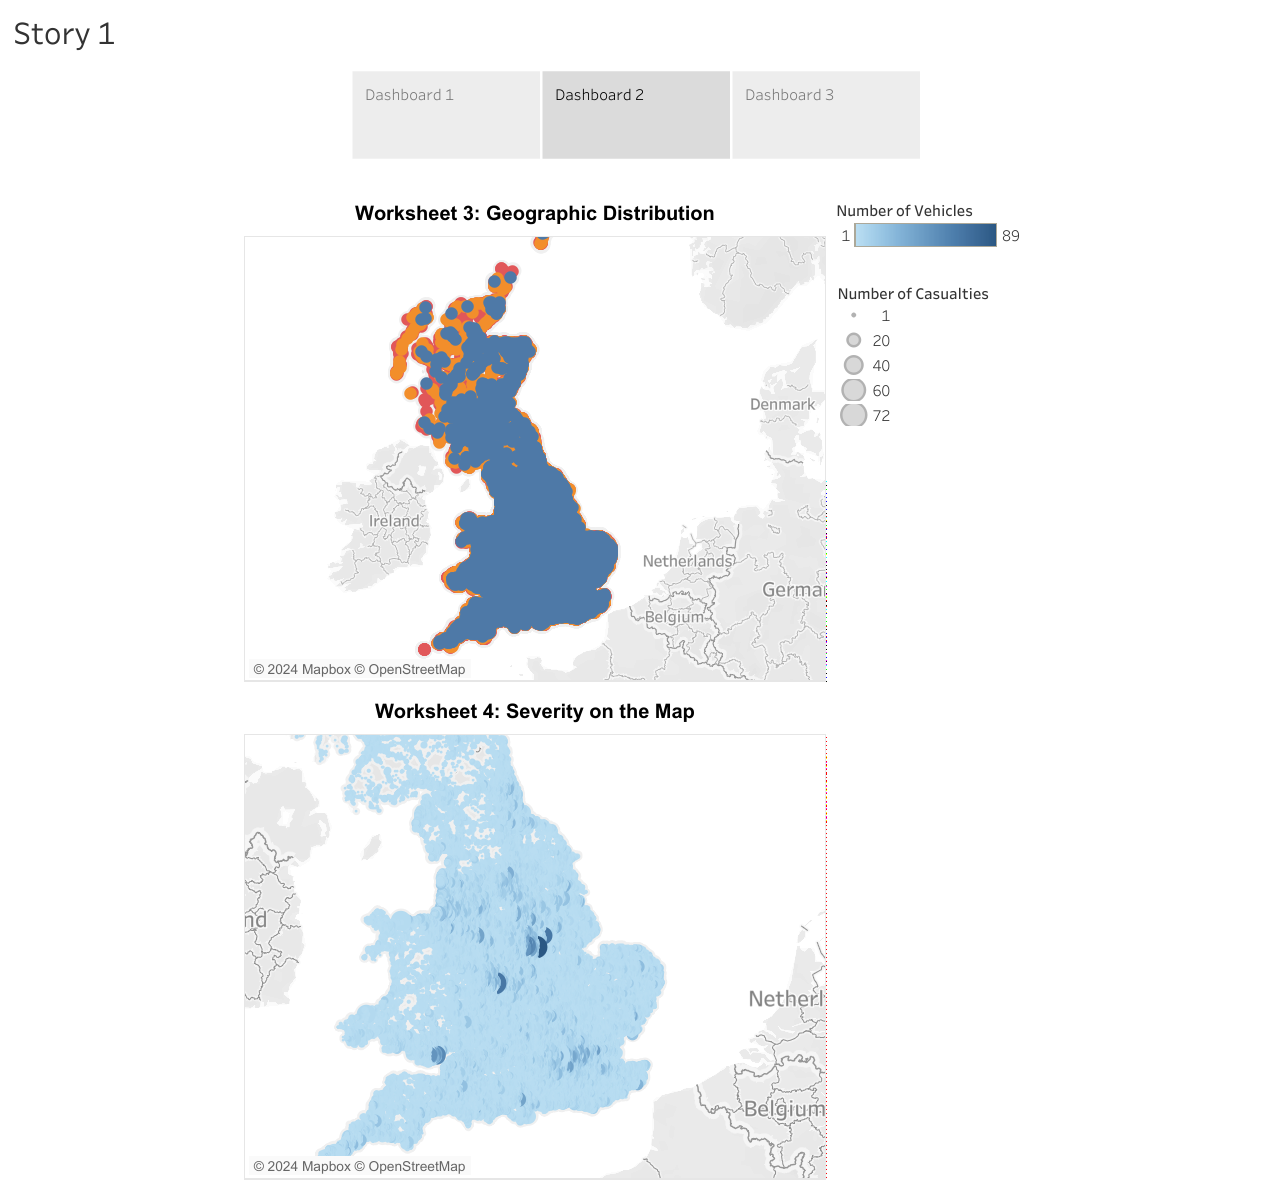 Story 1
Dashboard 1
Dashboard 2
Dashboard 3
Worksheet 3: Geographic Distribution
Number of Vehicles
1
89
Number of Casualties
1
20
40
60
72
Denmark
Ireland
Netherlands
Germa
Belgium
© 2024 Mapbox © OpenStreetMap
Worksheet 4: Severity on the Map
nd
Netherl
Belgium
© 2024 Mapbox © OpenStreetMap